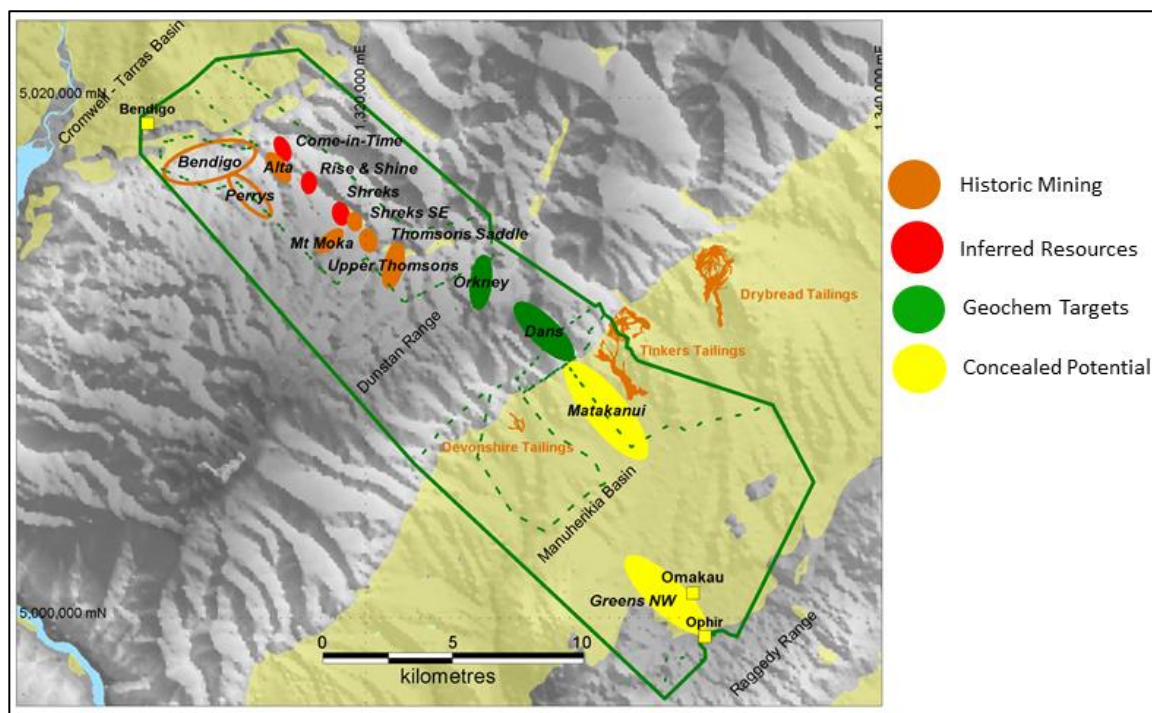 Cromwell - Tarras Basin
1,320,000 mE
1,340,000 mE
5,020,000 mN
Bendigo
Come-in-Time
Bendigo
Alta
Rise & Shine
Perrys
Shreks
Shreks SE
Mt Moka
Thomsons Saddle
Upper Thomsons
Orkney
Drybread Tailings
Dans
Tinkers Tailings
Dunstan Range
Matakanui
Devonshire Tailings
Manuherikia Basin
Omakau
Greens NW
5,000,000 mN
Ophir
Raggedy Range
0 5 10
kilometres
Historic Mining
Inferred Resources
Geochem Targets
Concealed Potential